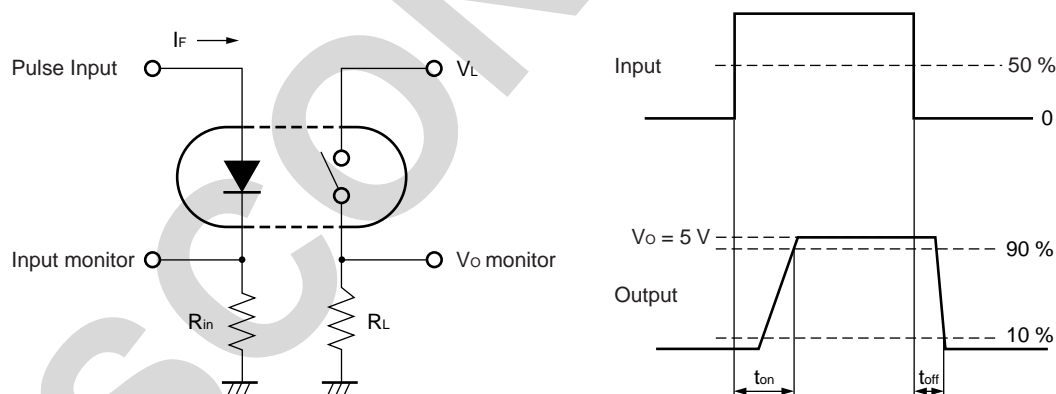 IF
Pulse Input
VL
Input monitor
VO monitor
Rin
RL
Input
50 %
0
VO = 5 V
90 %
Output
10 %
ton
toff